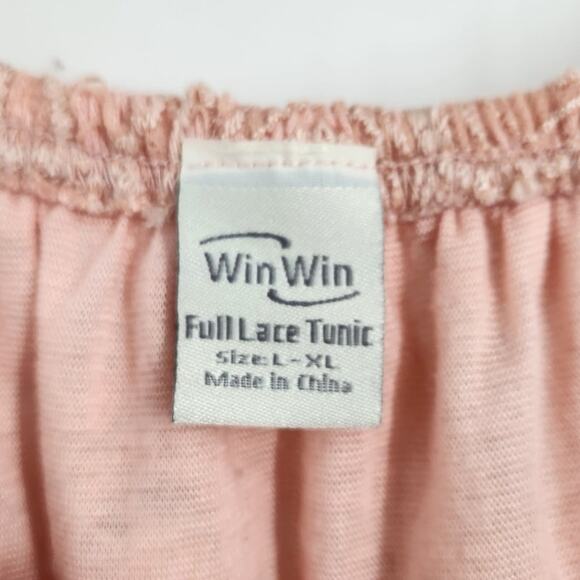 Win Win
Full Lace Tunic
Size: L-XL
Made in China